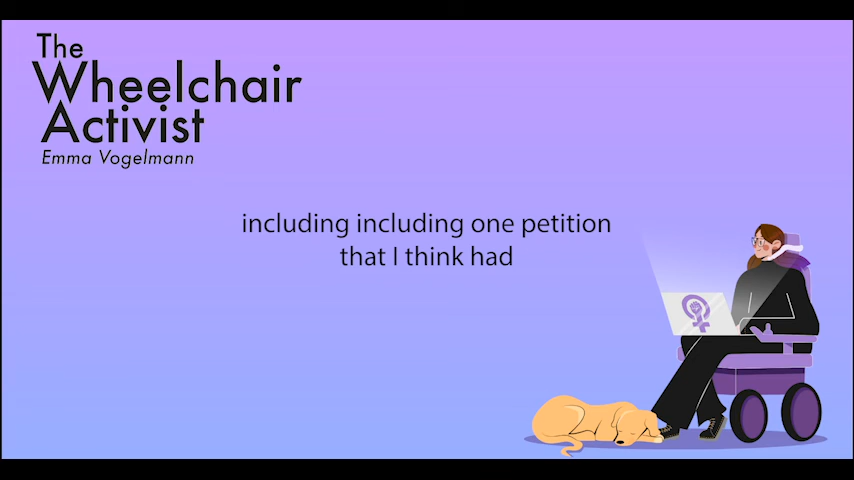 The
Wheelchair
Activist
Emma Vogelmann
including including one petition
that I think had